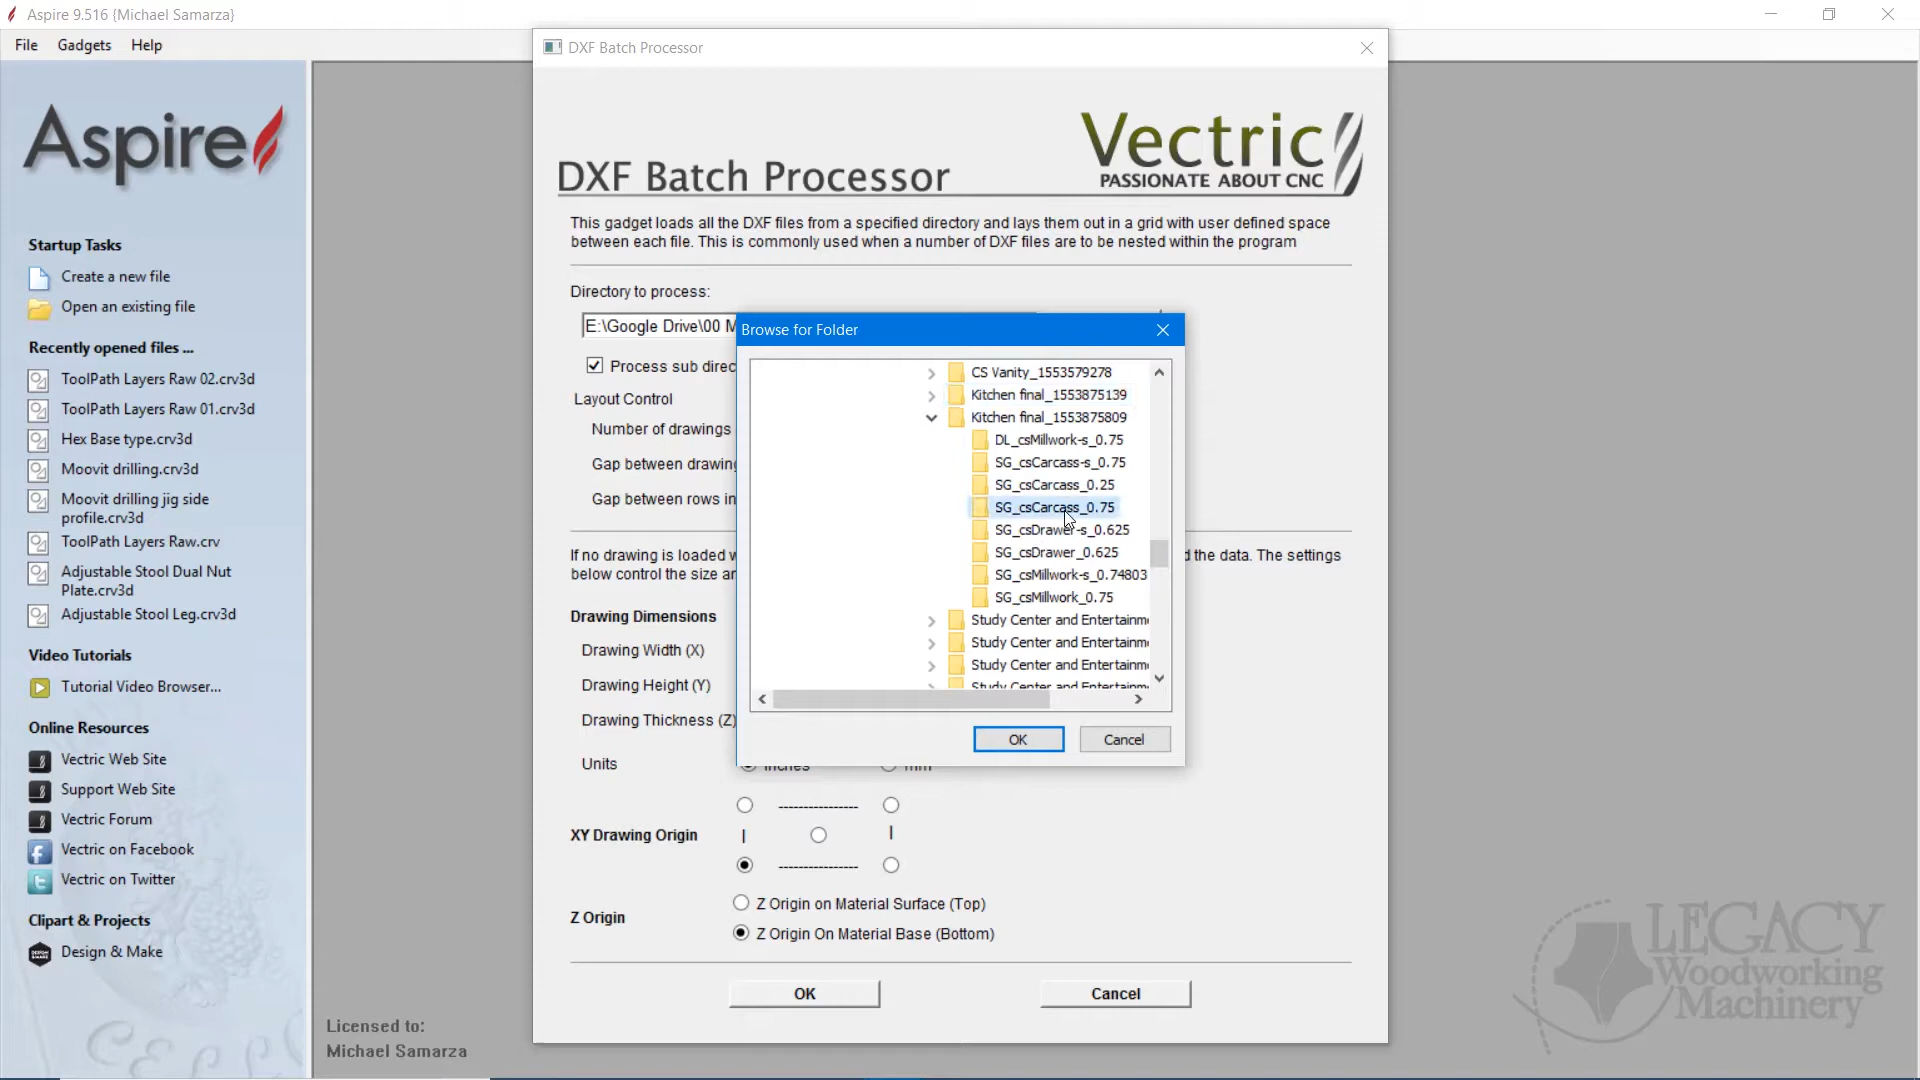 Aspire 9.516 {Michael Samarza}
File Gadgets Help
Aspire
Startup Tasks
Create a new file
Open an existing file
Recently opened files ...
ToolPath Layers Raw 02.crv3d
ToolPath Layers Raw 01.crv3d
Hex Base type.crv3d
Moovit drilling.crv3d
Moovit drilling jig side
profile.crv3d
ToolPath Layers Raw.crv
Adjustable Stool Dual Nut
Plate.crv3d
Adjustable Stool Leg.crv3d
Video Tutorials
Tutorial Video Browser...
Online Resources
Vectric Web Site
Support Web Site
Vectric Forum
Vectric on Facebook
Vectric on Twitter
Clipart & Projects
Design & Make
Licensed to:
Michael Samarza
DXF Batch Processor
Vectric
PASSIONATE ABOUT CNC
DXF Batch Processor
This gadget loads all the DXF files from a specified directory and lays them out in a grid with user defined space
between each file. This is commonly used when a number of DXF files are to be nested within the program
Directory to process:
E:\Google Drive\00 M
Process sub direc
Layout Control
Number of drawings
Gap between drawin
Gap between rows in
If no drawing is loaded w d the data. The settings
below control the size an
Drawing Dimensions
Drawing Width (X)
Drawing Height (Y)
Drawing Thickness (Z)
Units inches mm
XY Drawing Origin
Z Origin
Z Origin on Material Surface (Top)
Z Origin On Material Base (Bottom)
OK Cancel
Browse for Folder
CS Vanity_1553579278
Kitchen final_1553875139
Kitchen final_1553875809
DL_csMillwork-s_0.75
SG_csCarcass-s_0.75
SG_csCarcass_0.25
SG_csCarcass_0.75
SG_csDrawer-s_0.625
SG_csDrawer_0.625
SG_csMillwork-s_0.74803
SG_csMillwork_0.75
Study Center and Entertainm
Study Center and Entertainm
Study Center and Entertainm
Study Center and Entertainm
OK Cancel
LEGACY
Woodworking
Machinery